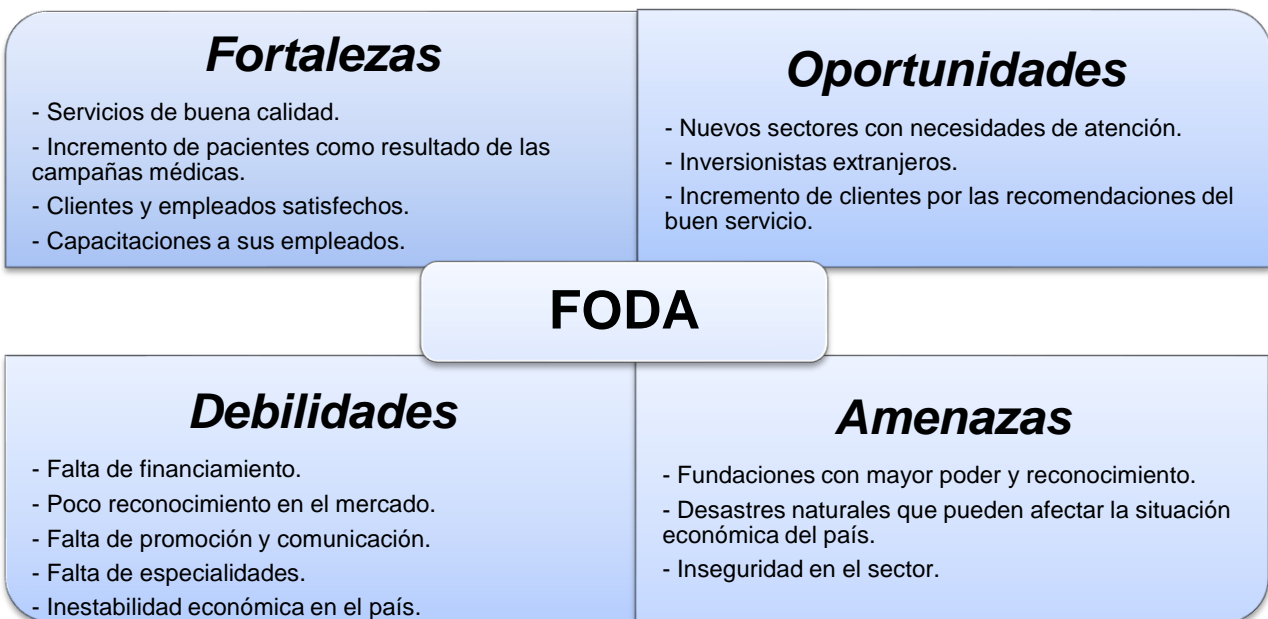 Fortalezas
- Servicios de buena calidad.
- Incremento de pacientes como resultado de las
campañas médicas.
- Clientes y empleados satisfechos.
- Capacitaciones a sus empleados.
Oportunidades
- Nuevos sectores con necesidades de atención.
- Inversionistas extranjeros.
- Incremento de clientes por las recomendaciones del
buen servicio.
FODA
Debilidades
- Falta de financiamiento.
- Poco reconocimiento en el mercado.
- Falta de promoción y comunicación.
- Falta de especialidades.
- Inestabilidad económica en el país.
Amenazas
- Fundaciones con mayor poder y reconocimiento.
- Desastres naturales que pueden afectar la situación
económica del país.
- Inseguridad en el sector.